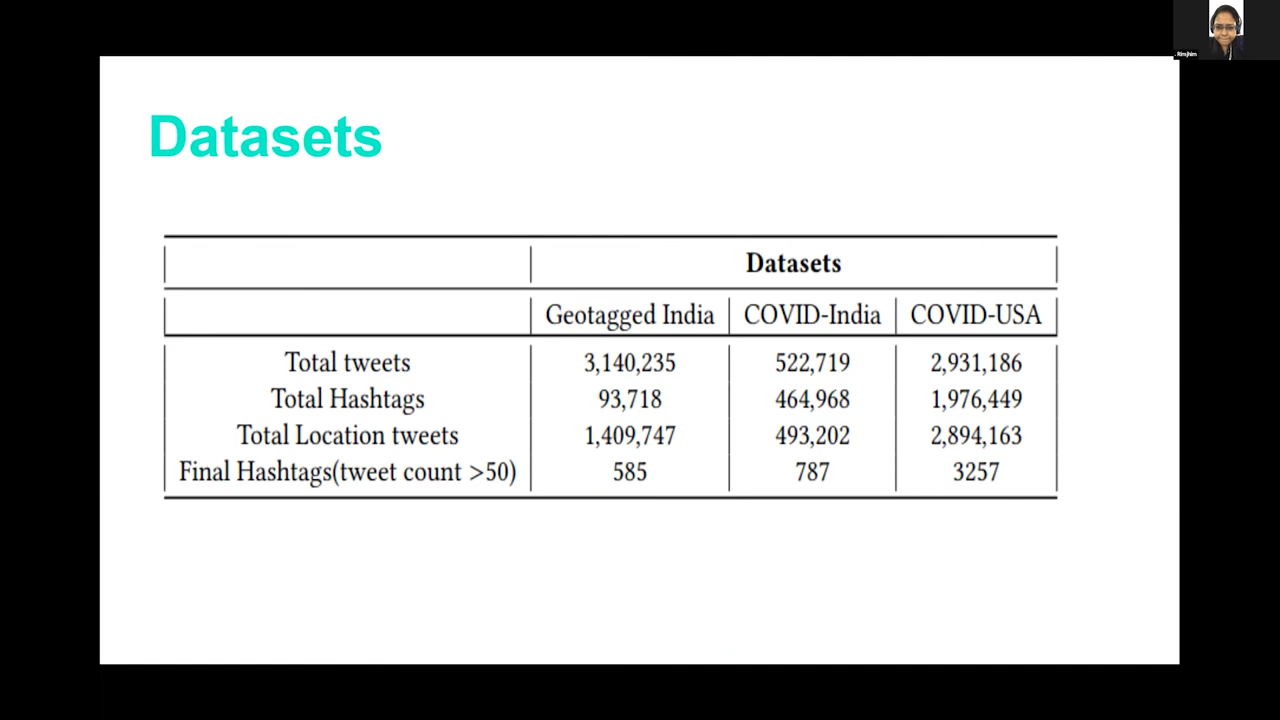 Rimjhim
Datasets
Datasets
Geotagged India COVID-India COVID-USA
Total tweets 3,140,235 522,719 2,931,186
Total Hashtags 93,718 464,968 1,976,449
Total Location tweets 1,409,747 493,202 2,894,163
Final Hashtags(tweet count >50) 585 787 3257